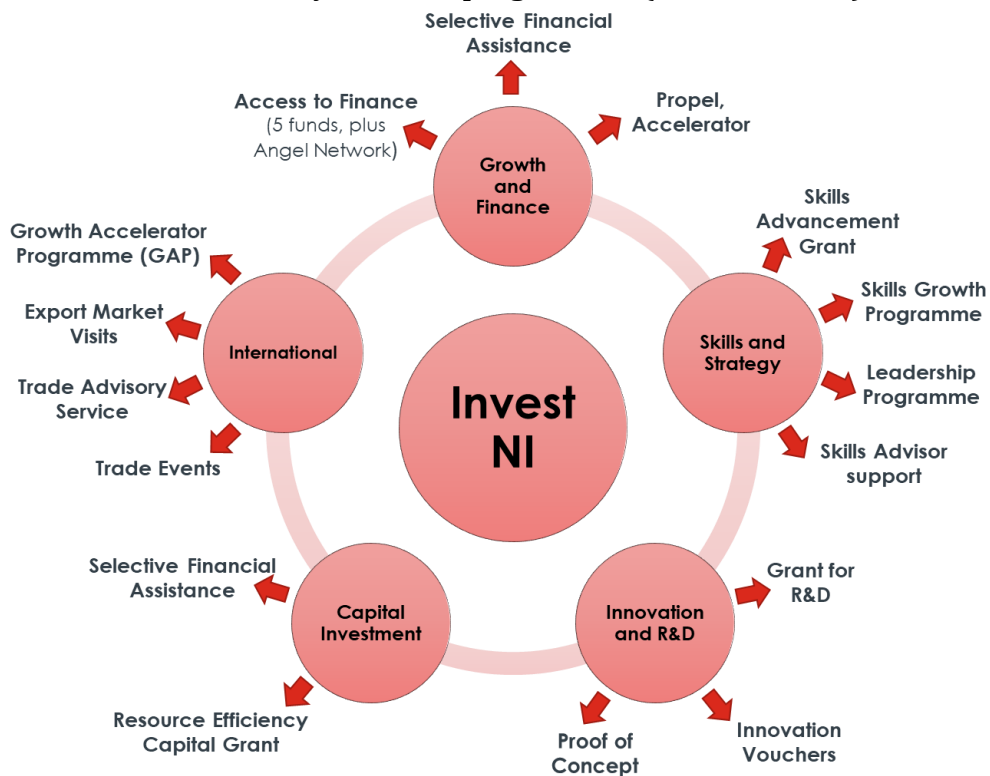 Selective Financial
Assistance
Access to Finance
(5 funds, plus
Angel Network)
Propel,
Accelerator
Growth
and
Finance
Growth Accelerator
Programme (GAP)
Export Market
Visits
Trade Advisory
Service
Trade Events
International
Skills
Advancement
Grant
Skills Growth
Programme
Leadership
Programme
Skills Advisor
support
Skills and
Strategy
Invest
NI
Selective Financial
Assistance
Resource Efficiency
Capital Grant
Capital
Investment
Innovation
and R&D
Grant for
R&D
Innovation
Vouchers
Proof of
Concept